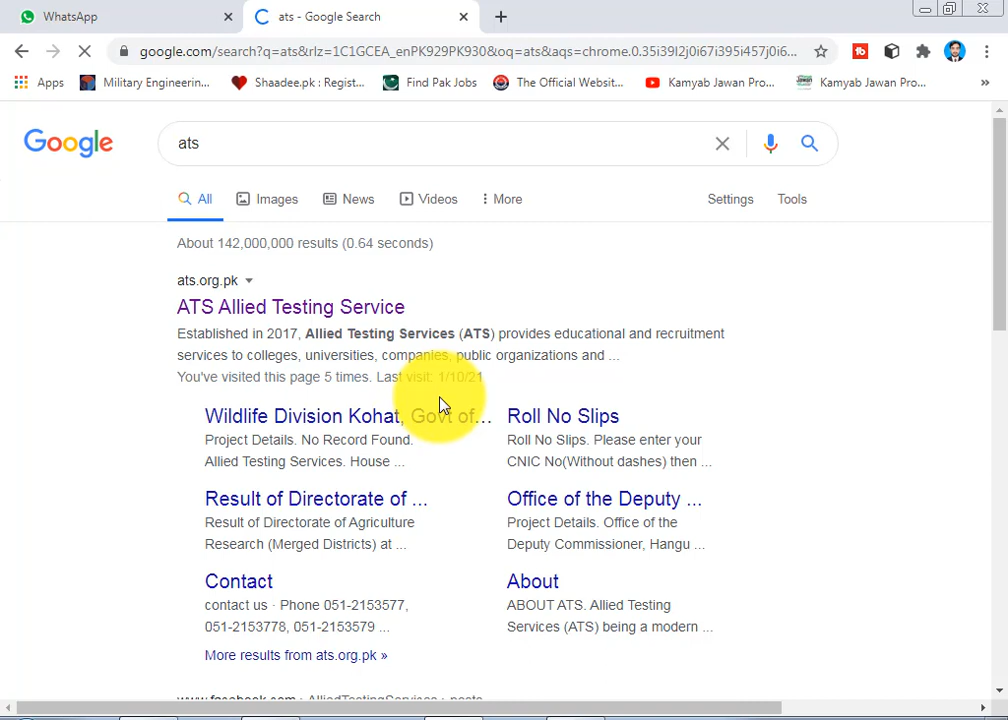 WhatsApp
ats - Google Search
google.com/search?q=ats&rlz=1C1GCEA_enPK929PK930&oq=ats&aqs=chrome.0.35i39l2j0i67i395i457j0i6...
Apps
Military Engineerin...
Shaadee.pk : Regist...
Find Pak Jobs
The Official Websit...
Kamyab Jawan Pro...
Kamyab Jawan Pro...
»
Google
ats
All
Images
News
Videos
More
Settings
Tools
About 142,000,000 results (0.64 seconds)
ats.org.pk
ATS Allied Testing Service
Established in 2017, Allied Testing Services (ATS) provides educational and recruitment
services to colleges, universities, companies, public organizations and ...
You've visited this page 5 times. Last visit: 1/10/21
Wildlife Division Kohat, Govt of...
Project Details. No Record Found.
Allied Testing Services. House ...
Roll No Slips
Roll No Slips. Please enter your
CNIC No(Without dashes) then ...
Result of Directorate of ...
Result of Directorate of Agriculture
Research (Merged Districts) at ...
Office of the Deputy ...
Project Details. Office of the
Deputy Commissioner, Hangu ...
Contact
contact us · Phone 051-2153577,
051-2153778, 051-2153579 ...
About
ABOUT ATS. Allied Testing
Services (ATS) being a modern ...
More results from ats.org.pk »
www.facebook.com › AlliedTestingServices › posts